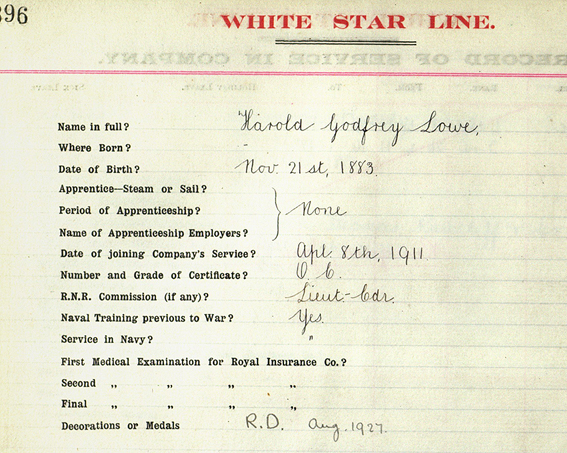 396
WHITE STAR LINE.
RECORD OF SERVICE IN COMPANY.
Name in full? Harold Godfrey Lowe.
Where Born? -
Date of Birth? Nov. 21st, 1883.
Apprentice—Steam or Sail?
Period of Apprenticeship? } None
Name of Apprenticeship Employers?
Date of joining Company's Service? Apl. 8th, 1911
Number and Grade of Certificate? O. C.
R.N.R. Commission (if any)? Lieut.-Cdr.
Naval Training previous to War? Yes.
Service in Navy? "
First Medical Examination for Royal Insurance Co.?
Second „ „ „ „
Final „ „ „ „
Decorations or Medals R.D. Aug. 1927.